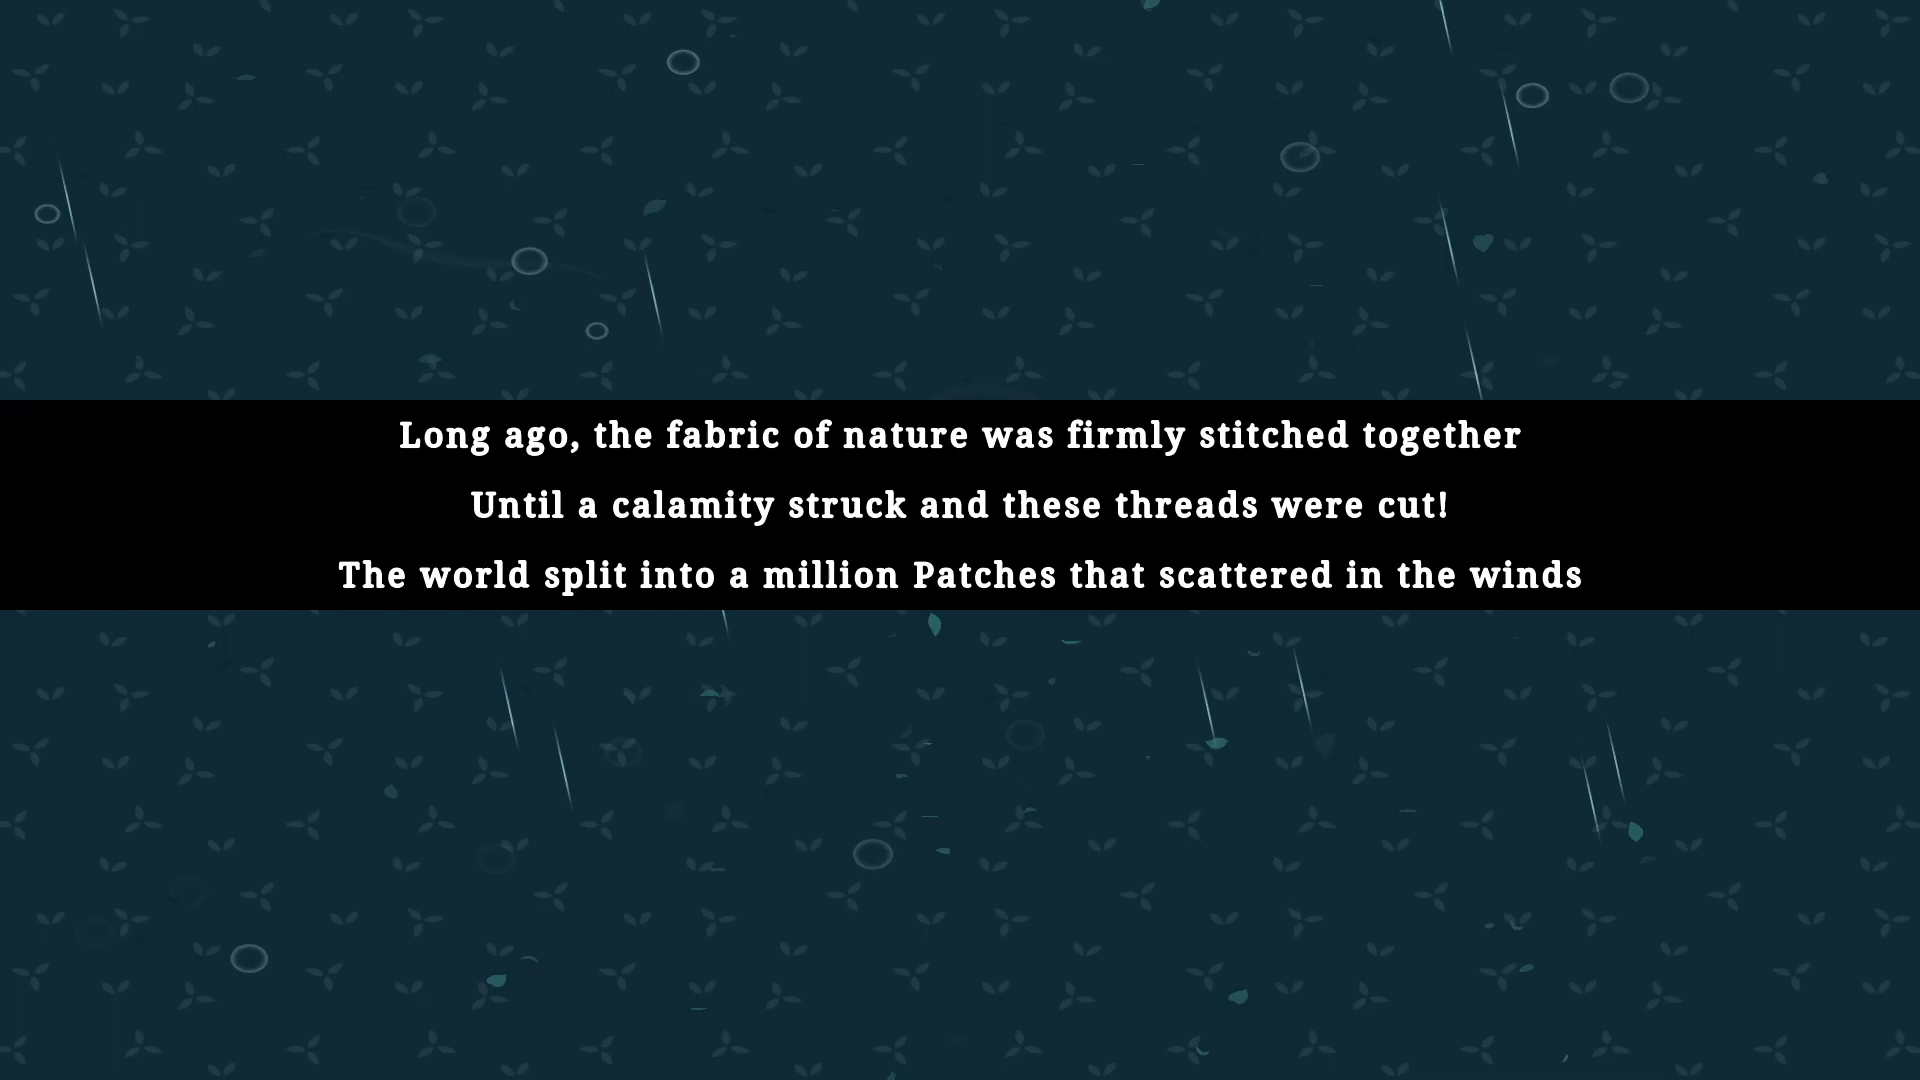 Long ago, the fabric of nature was firmly stitched together
Until a calamity struck and these threads were cut!
The world split into a million Patches that scattered in the winds